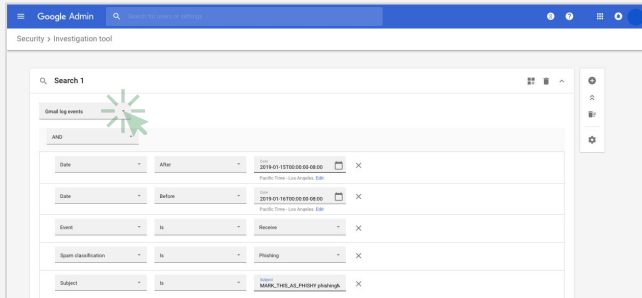 Google Admin
Search for users or settings
Security > Investigation tool
Search 1
Gmail log events
AND
Date After Date 2019-01-15T00:00:00-08:00
Pacific Time - Los Angeles. Edit
Date Before Date 2019-01-16T00:00:00-08:00
Pacific Time - Los Angeles. Edit
Event Is Receive
Spam classification Is Phishing
Subject Is Subject MARK_THIS_AS_PHISHY